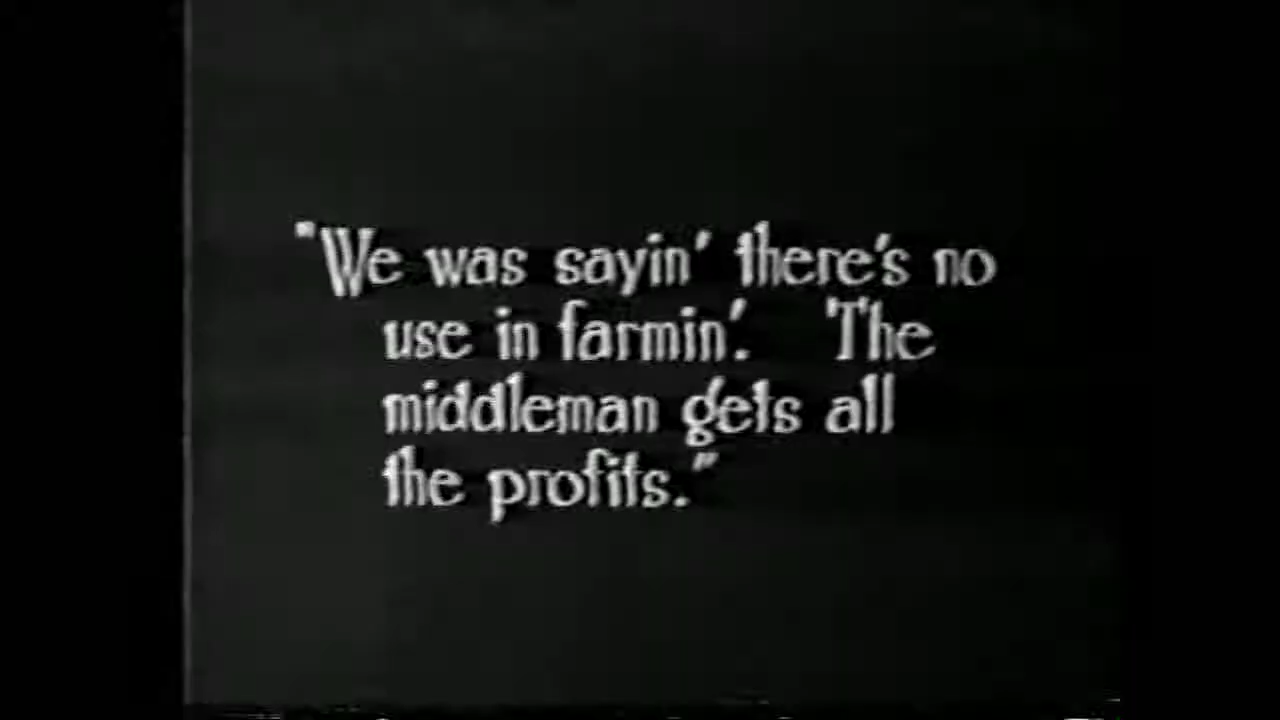 "We was sayin' there's no
use in farmin'. The
middleman gets all
the profits."